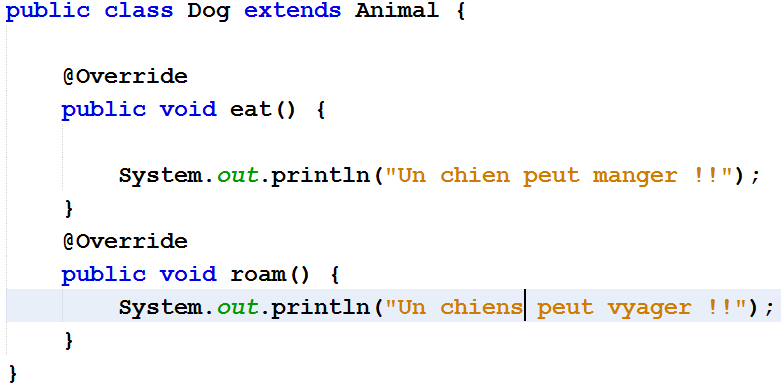 public class Dog extends Animal {
@Override
public void eat() {
System.out.println("Un chien peut manger !!");
}
@Override
public void roam() {
System.out.println("Un chiens peut vyager !!");
}
}